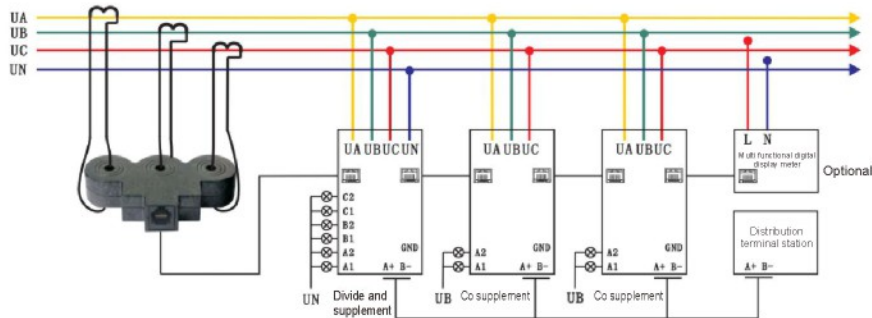 UA
UB
UC
UN
UA UB UC UN
UA UB UC
UA UB UC
L N
Multi functional digital
display meter
Optional
C2
C1
B2
B1
A2
A1
GND
A+ B-
UN
Divide and
supplement
A2
A1
GND
A+ B-
UB
Co supplement
A2
A1
GND
A+ B-
UB
Co supplement
Distribution
terminal station
A+ B-